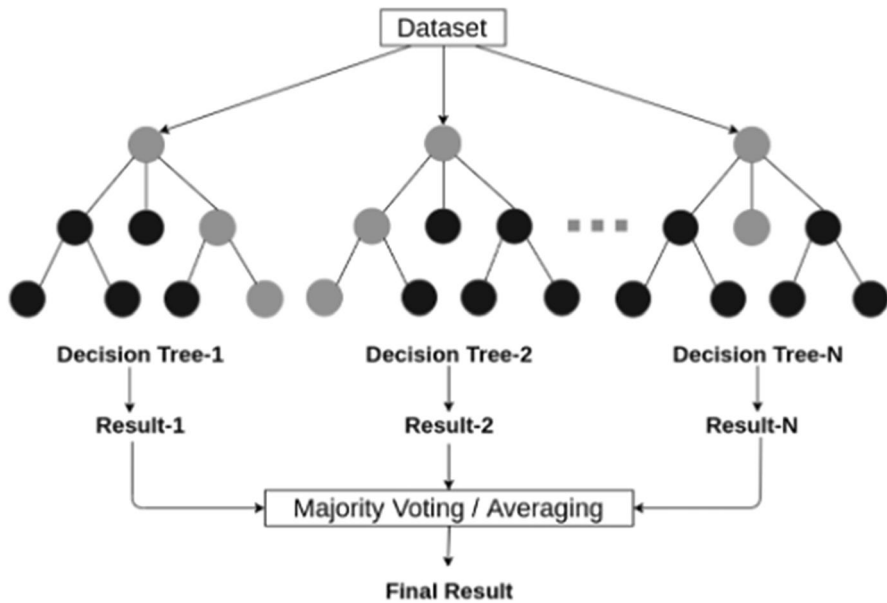 Dataset
Decision Tree-1
Decision Tree-2
Decision Tree-N
Result-1
Result-2
Result-N
Majority Voting / Averaging
Final Result